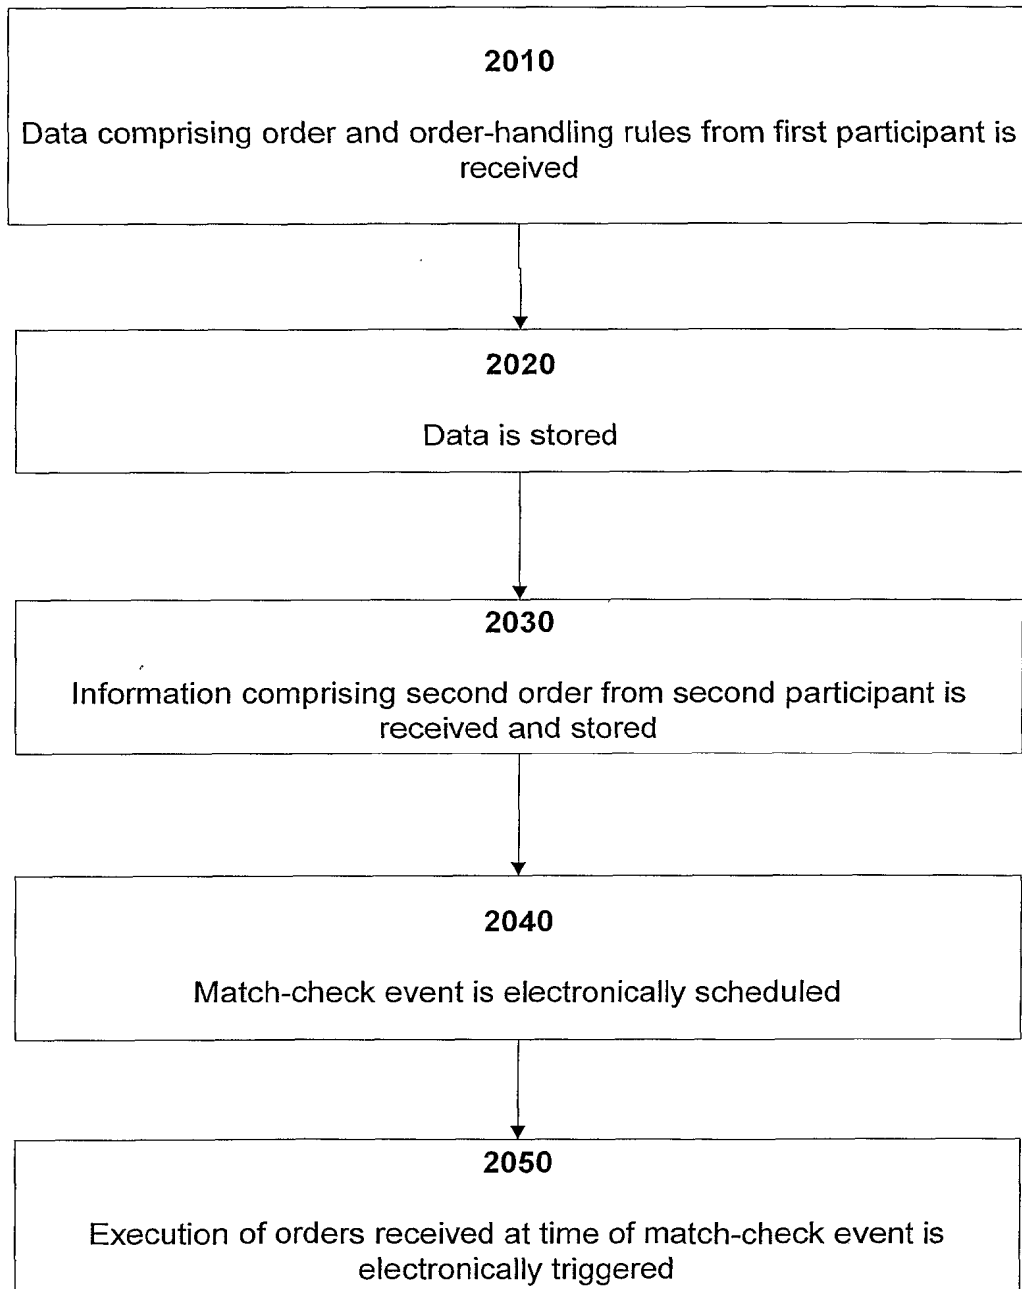 2010
Data comprising order and order-handling rules from first participant is
received
2020
Data is stored
2030
Information comprising second order from second participant is
received and stored
2040
Match-check event is electronically scheduled
2050
Execution of orders received at time of match-check event is
electronically triggered